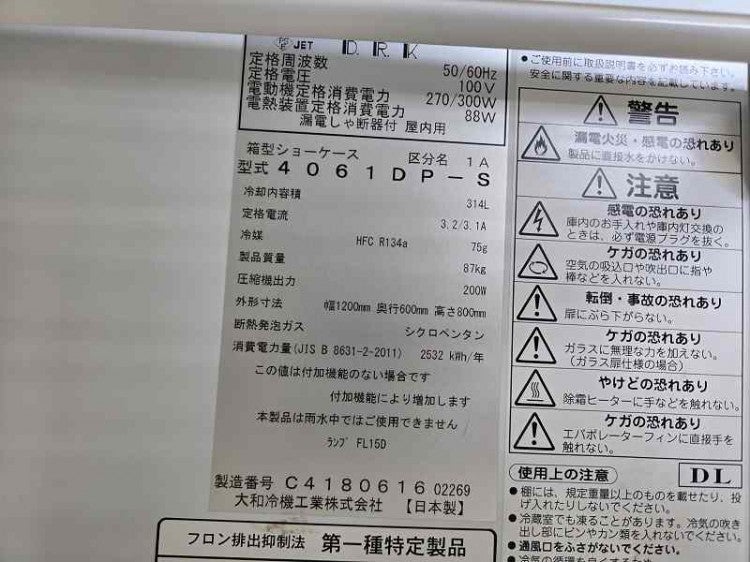 PS E JET D.R.K
定格周波数 50/60Hz
定格電圧 100V
電動機定格消費電力 270/300W
電熱装置定格消費電力 88W
漏電しゃ断器付 屋内用
箱型ショーケース 区分名 1A
型式 4061DP-S
冷却内容積 314L
定格電流 3.2/3.1A
冷媒 HFC R134a 75g
製品質量 87kg
圧縮機出力 200W
外形寸法 幅1200mm 奥行600mm 高さ800mm
断熱発泡ガス シクロペンタン
消費電力量(JIS B 8631-2-2011) 2532 kWh/年
この値は付加機能のない場合です
付加機能により増加します
本製品は雨水中ではご使用できません
ランプ FL15D
製造番号 C4180616 02269
大和冷機工業株式会社 【日本製】
フロン排出抑制法 第一種特定製品
●ご使用前に取扱説明書を必ずお読み下さい。
安全に関する重要な内容を記載しています。
警告
漏電火災・感電の恐れあり
製品に直接水をかけない。
注意
感電の恐れあり
庫内のお手入れや庫内灯交換の
ときは、必ず電源プラグを抜く。
ケガの恐れあり
空気の吸込口や吹出口に指や
棒などを入れない。
転倒・事故の恐れあり
扉にぶら下がらない。
ケガの恐れあり
ガラスに無理な力を加えない。
(ガラス扉仕様の場合)
やけどの恐れあり
除霜ヒーターに手などを触れない。
ケガの恐れあり
エバポレーターフィンに直接手を
触れない。
使用上の注意 DL
●棚には、規定重量以上のものを載せたり、投
げ入れたりしないでください。
●冷蔵室でも凍ることがあります。冷気の吹き
出し部にビンやカン類を入れないでください。
●通風口をふさがないでください。